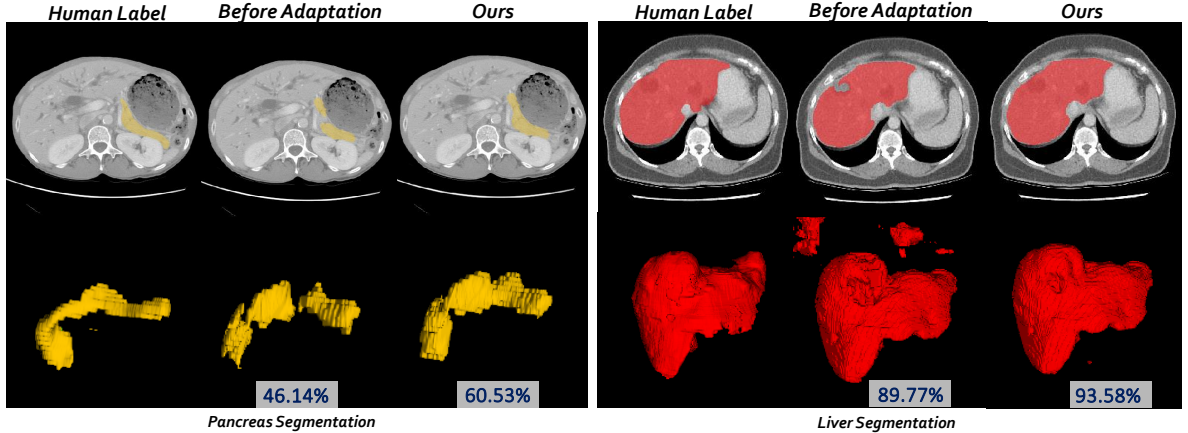 Human Label Before Adaptation Ours Human Label Before Adaptation Ours
46.14% 60.53% 89.77% 93.58%
Pancreas Segmentation Liver Segmentation